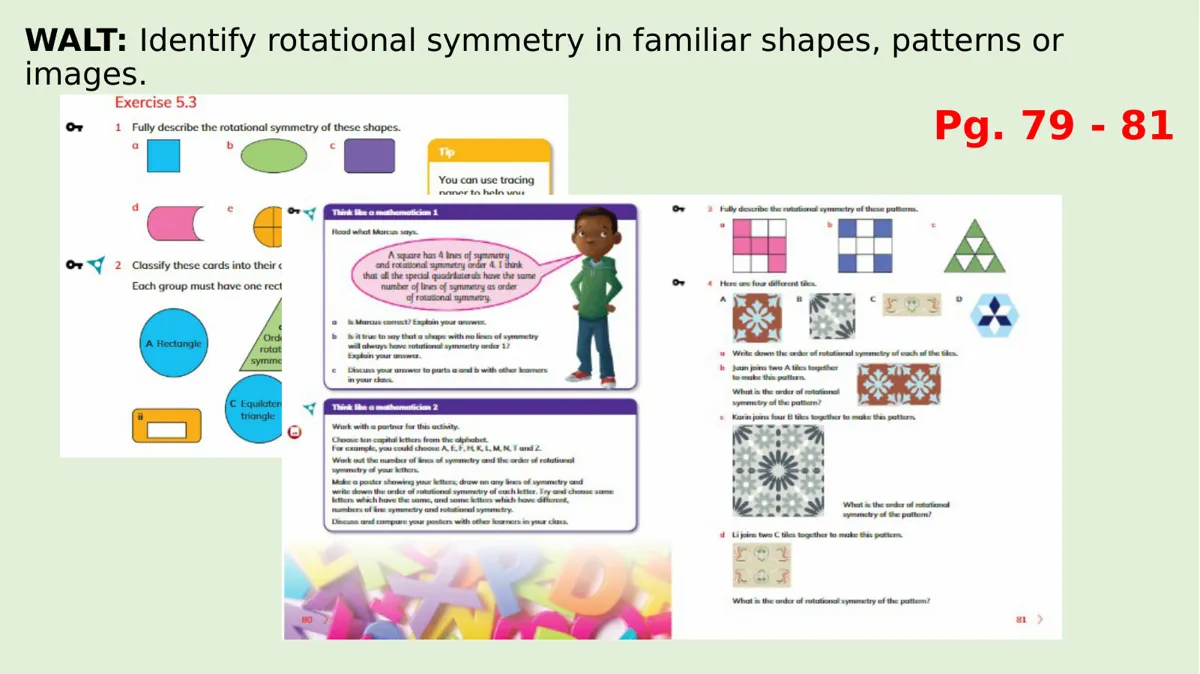 WALT: Identify rotational symmetry in familiar shapes, patterns or
images.
Pg. 79 - 81
Exercise 5.3
1 Fully describe the rotational symmetry of these shapes.
a b c
Tip
You can use tracing
paper to help you
d e
2 Classify these cards into their
Each group must have one rect
A Rectangle
Ord
rotat
symme
C Equilater
triangle
ii
Think like a mathematician 1
Read what Marcus says.
A square has 4 lines of symmetry
and rotational symmetry order 4. I think
that all the special quadrilaterals have the same
number of lines of symmetry as order
of rotational symmetry.
a Is Marcus correct? Explain your answer.
b Is it true to say that a shape with no lines of symmetry
will always have rotational symmetry order 1?
Explain your answer.
c Discuss your answer to parts a and b with other learners
in your class.
Think like a mathematician 2
Work with a partner for this activity.
Choose ten capital letters from the alphabet.
For example, you could choose A, E, F, H, K, L, M, N, T and Z.
Work out the number of lines of symmetry and the order of rotational
symmetry of your letters.
Make a poster showing your letters; draw on any lines of symmetry and
write down the order of rotational symmetry of each letter. Try and choose some
letters which have the same, and some letters which have different,
numbers of line symmetry and rotational symmetry.
Discuss and compare your posters with other learners in your class.
80
3 Fully describe the rotational symmetry of these patterns.
a b c
4 Here are four different tiles.
A B C D
a Write down the order of rotational symmetry of each of the tiles.
b Juan joins two A tiles together
to make this pattern.
What is the order of rotational
symmetry of the pattern?
c Karin joins four B tiles together to make this pattern.
What is the order of rotational
symmetry of the pattern?
d Li joins two C tiles together to make this pattern.
What is the order of rotational symmetry of the pattern?
81